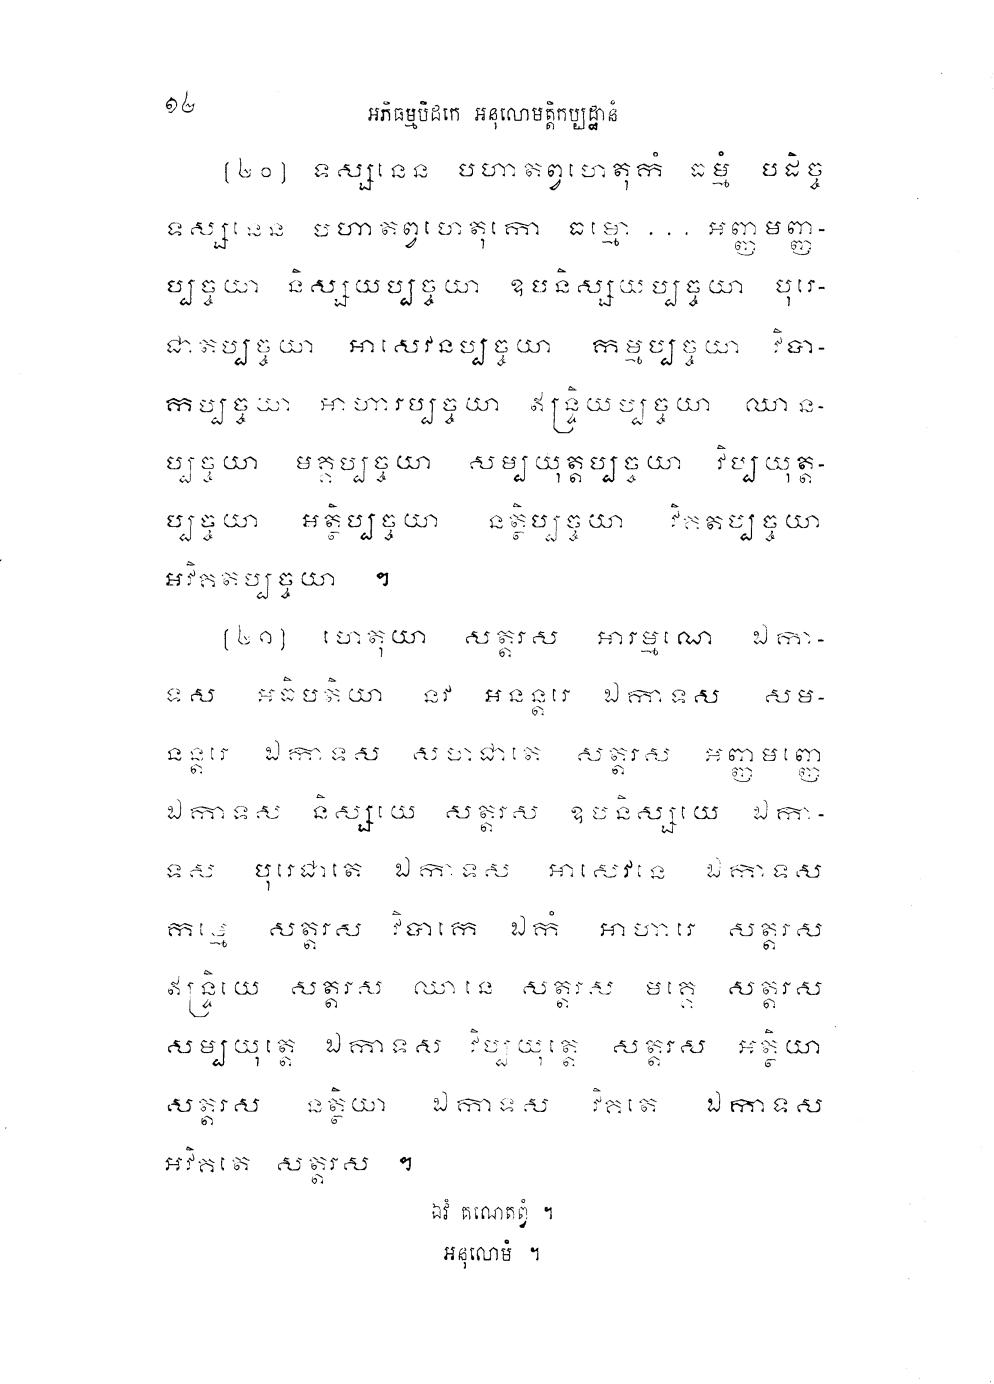 ១៤
អភិធម្មបិដកេ អនុលោមត្តិកប្បដ្ឋានំ
(៤០) ទស្សនេន បហាតព្វហេតុកំ ធម្មំ បដិច្ច
ទស្សនេន បហាតព្វហេតុកោ ធម្មោ ... អញ្ញមញ្ញ-
ប្បច្ចយា និស្សយប្បច្ចយា ឧបនិស្សយប្បច្ចយា បុរេ-
ជាតប្បច្ចយា អាសេវនប្បច្ចយា កម្មប្បច្ចយា វិបា-
កប្បច្ចយា អាហារប្បច្ចយា ឥន្ទ្រិយប្បច្ចយា ឈាន-
ប្បច្ចយា មគ្គប្បច្ចយា សម្បយុត្តប្បច្ចយា វិប្បយុត្ត-
ប្បច្ចយា អត្ថិប្បច្ចយា នត្ថិប្បច្ចយា វិគតប្បច្ចយា
អវិគតប្បច្ចយា ។
(៤១) ហេតុយា សត្តរស អារម្មណេ ឯកា-
ទស អធិបតិយា នវ អនន្តរេ ឯកាទស សម-
នន្តរេ ឯកាទស សហជាតេ សត្តរស អញ្ញមញ្ញេ
ឯកាទស និស្សយេ សត្តរស ឧបនិស្សយេ ឯកា-
ទស បុរេជាតេ ឯកាទស អាសេវនេ ឯកាទស
កម្មេ សត្តរស វិបាកេ ឯកំ អាហារេ សត្តរស
ឥន្ទ្រិយេ សត្តរស ឈានេ សត្តរស មគ្គេ សត្តរស
សម្បយុត្តេ ឯកាទស វិប្បយុត្តេ សត្តរស អត្ថិយា
សត្តរស នត្ថិយា ឯកាទស វិគតេ ឯកាទស
អវិគតេ សត្តរស ។
ឯវំ គណេតព្វំ ។
អនុលោមំ ។